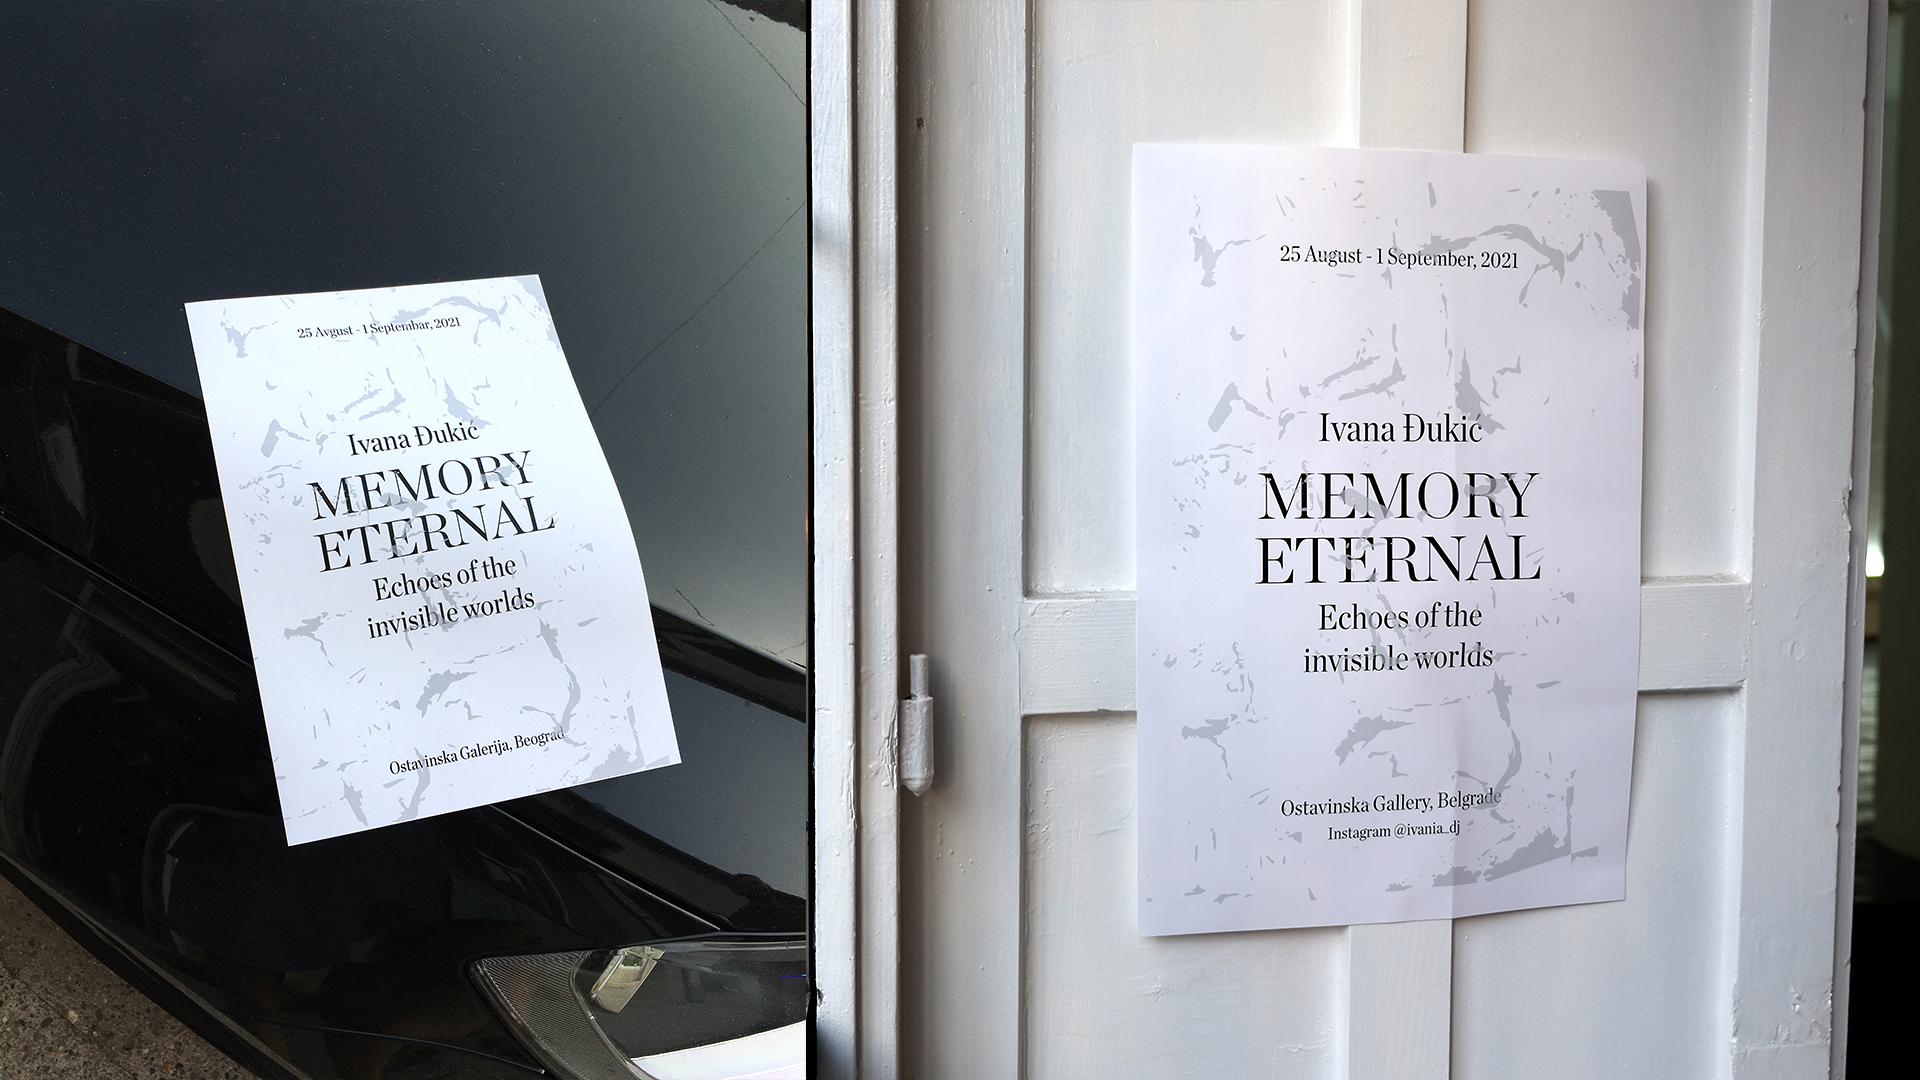 25 Avgust - 1 Septembar, 2021
Ivana Đukić
MEMORY
ETERNAL
Echoes of the
invisible worlds
Ostavinska Galerija, Beograd
25 August - 1 September, 2021
Ivana Đukić
MEMORY
ETERNAL
Echoes of the
invisible worlds
Ostavinska Gallery, Belgrade
Instagram @ivania_dj